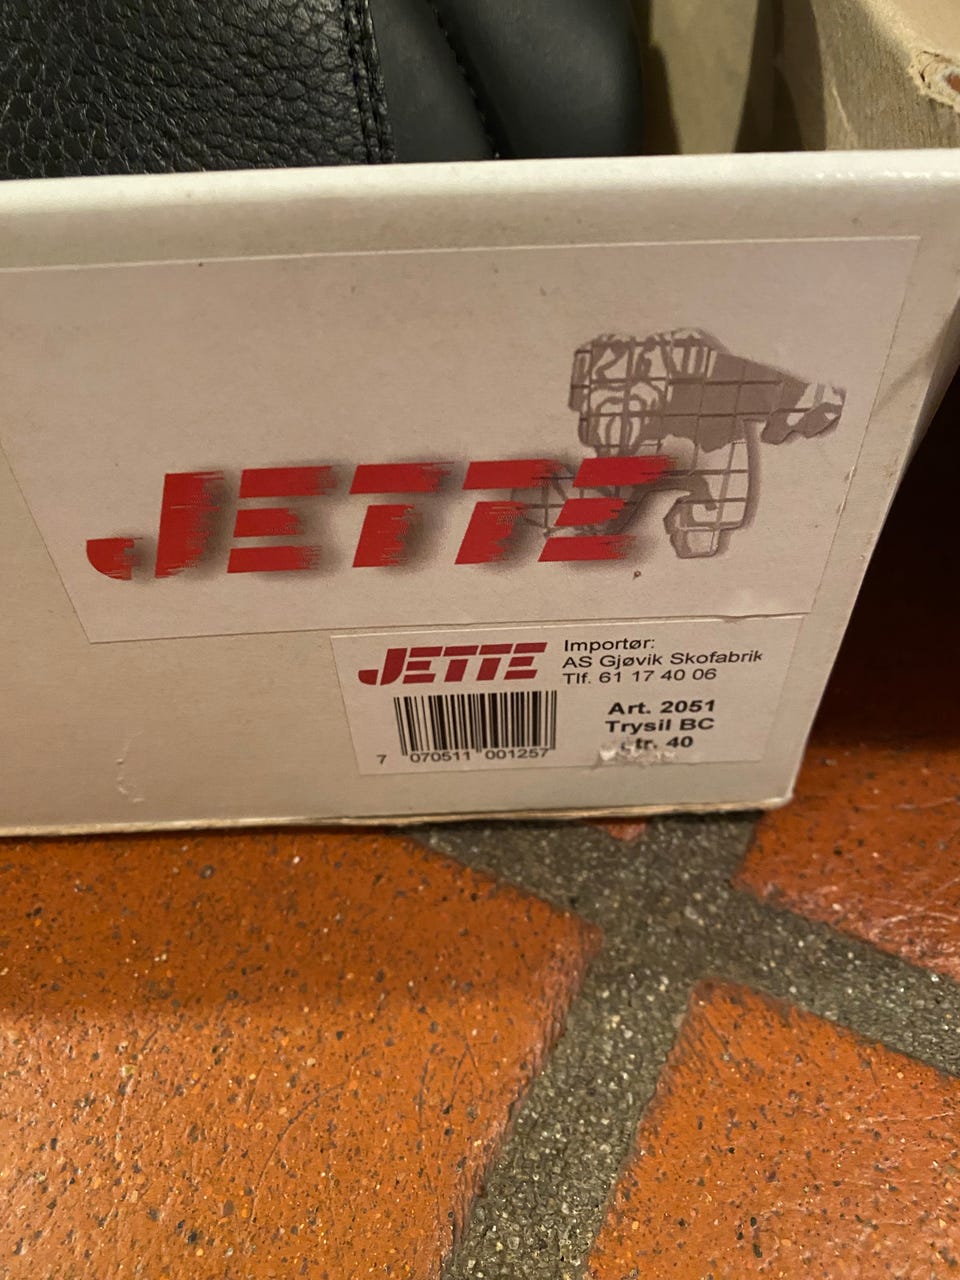 JETTE
JETTE
Importør:
AS Gjøvik Skofabrik
Tlf. 61 17 40 06
Art. 2051
Trysil BC
tr. 40
7 070511 001257